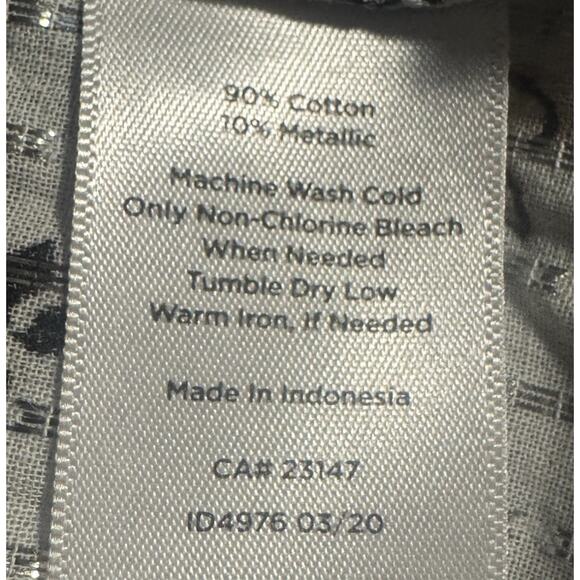 90% Cotton
10% Metallic
Machine Wash Cold
Only Non-Chlorine Bleach
When Needed
Tumble Dry Low
Warm Iron, If Needed
Made In Indonesia
CA# 23147
ID4976 03/20